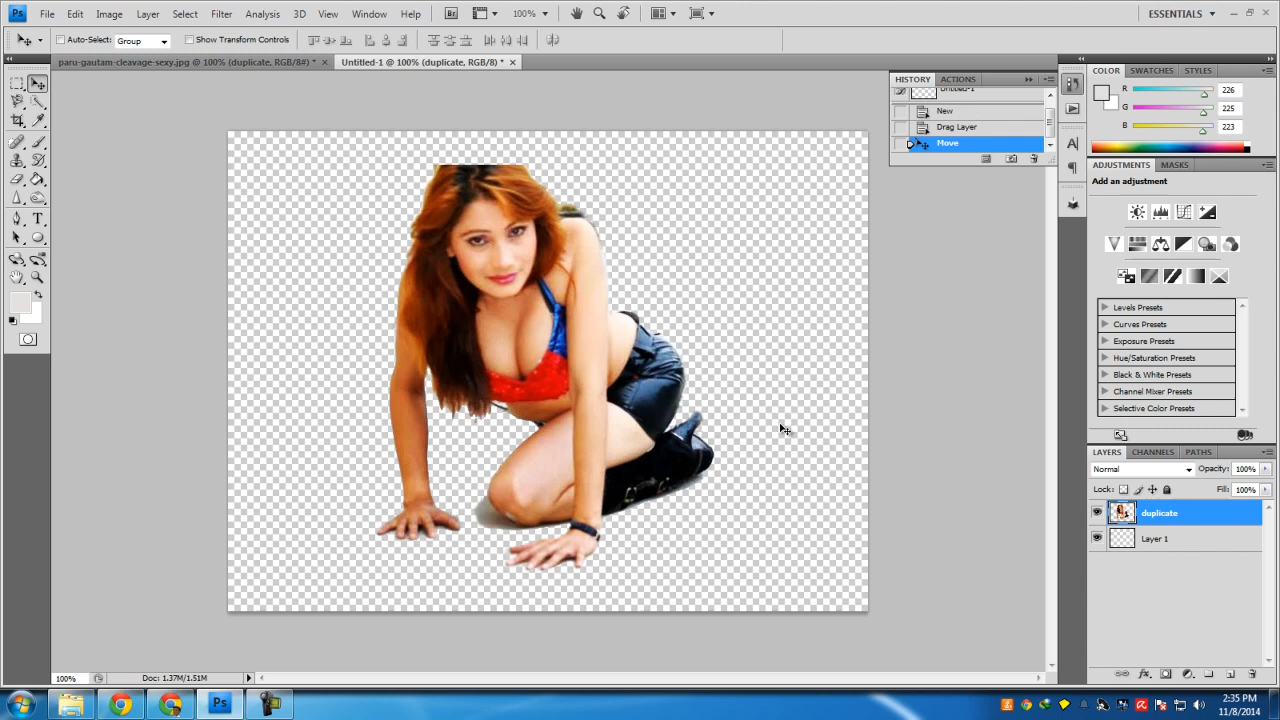 Ps File Edit Image Layer Select Filter Analysis 3D View Window Help Br 100% ESSENTIALS
Auto-Select: Group Show Transform Controls
paru-gautam-cleavage-sexy.jpg @ 100% (duplicate, RGB/8#) * × Untitled-1 @ 100% (duplicate, RGB/8) * ×
HISTORY ACTIONS
Untitled-1
New
Drag Layer
Move
COLOR SWATCHES STYLES
R 226
G 225
B 223
ADJUSTMENTS MASKS
Add an adjustment
Levels Presets
Curves Presets
Exposure Presets
Hue/Saturation Presets
Black & White Presets
Channel Mixer Presets
Selective Color Presets
LAYERS CHANNELS PATHS
Normal Opacity: 100%
Lock: Fill: 100%
duplicate
Layer 1
100% Doc: 1.37M/1.51M
Ps
2:35 PM
11/8/2014